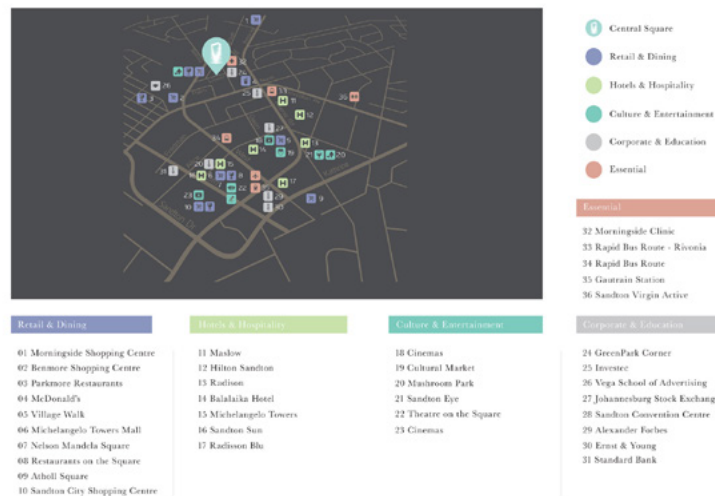 Central Square
Retail & Dining
Hotels & Hospitality
Culture & Entertainment
Corporate & Education
Essential
Essential
32 Morningside Clinic
33 Rapid Bus Route - Rivonia
34 Rapid Bus Route
35 Gautrain Station
36 Sandton Virgin Active
Retail & Dining
01 Morningside Shopping Centre
02 Benmore Shopping Centre
03 Parkmore Restaurants
04 McDonald's
05 Village Walk
06 Michelangelo Towers Mall
07 Nelson Mandela Square
08 Restaurants on the Square
09 Atholl Square
10 Sandton City Shopping Centre
Hotels & Hospitality
11 Maslow
12 Hilton Sandton
13 Radison
14 Balalaika Hotel
15 Michelangelo Towers
16 Sandton Sun
17 Radisson Blu
Culture & Entertainment
18 Cinemas
19 Cultural Market
20 Mushroom Park
21 Sandton Eye
22 Theatre on the Square
23 Cinemas
Corporate & Education
24 GreenPark Corner
25 Investec
26 Vega School of Advertising
27 Johannesburg Stock Exchang
28 Sandton Convention Centre
29 Alexander Forbes
30 Ernst & Young
31 Standard Bank
Sandton Dr